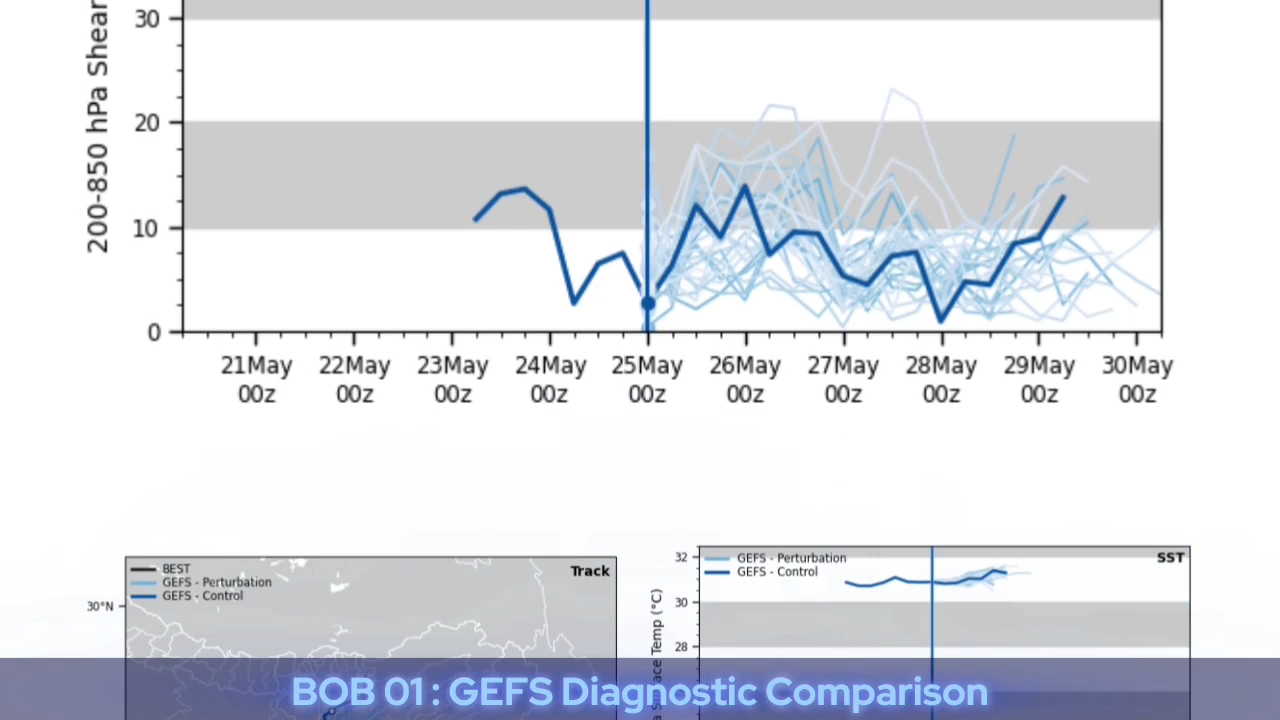 200-850 hPa Shear
30
20
10
0
21May 22May 23May 24May 25May 26May 27May 28May 29May 30May
00z 00z 00z 00z 00z 00z 00z 00z 00z 00z
BEST
GEFS - Perturbation
GEFS - Control
Track
30°N
GEFS - Perturbation
GEFS - Control
SST
Temp (°C)
32
30
28
BOB 01: GEFS Diagnostic Comparison